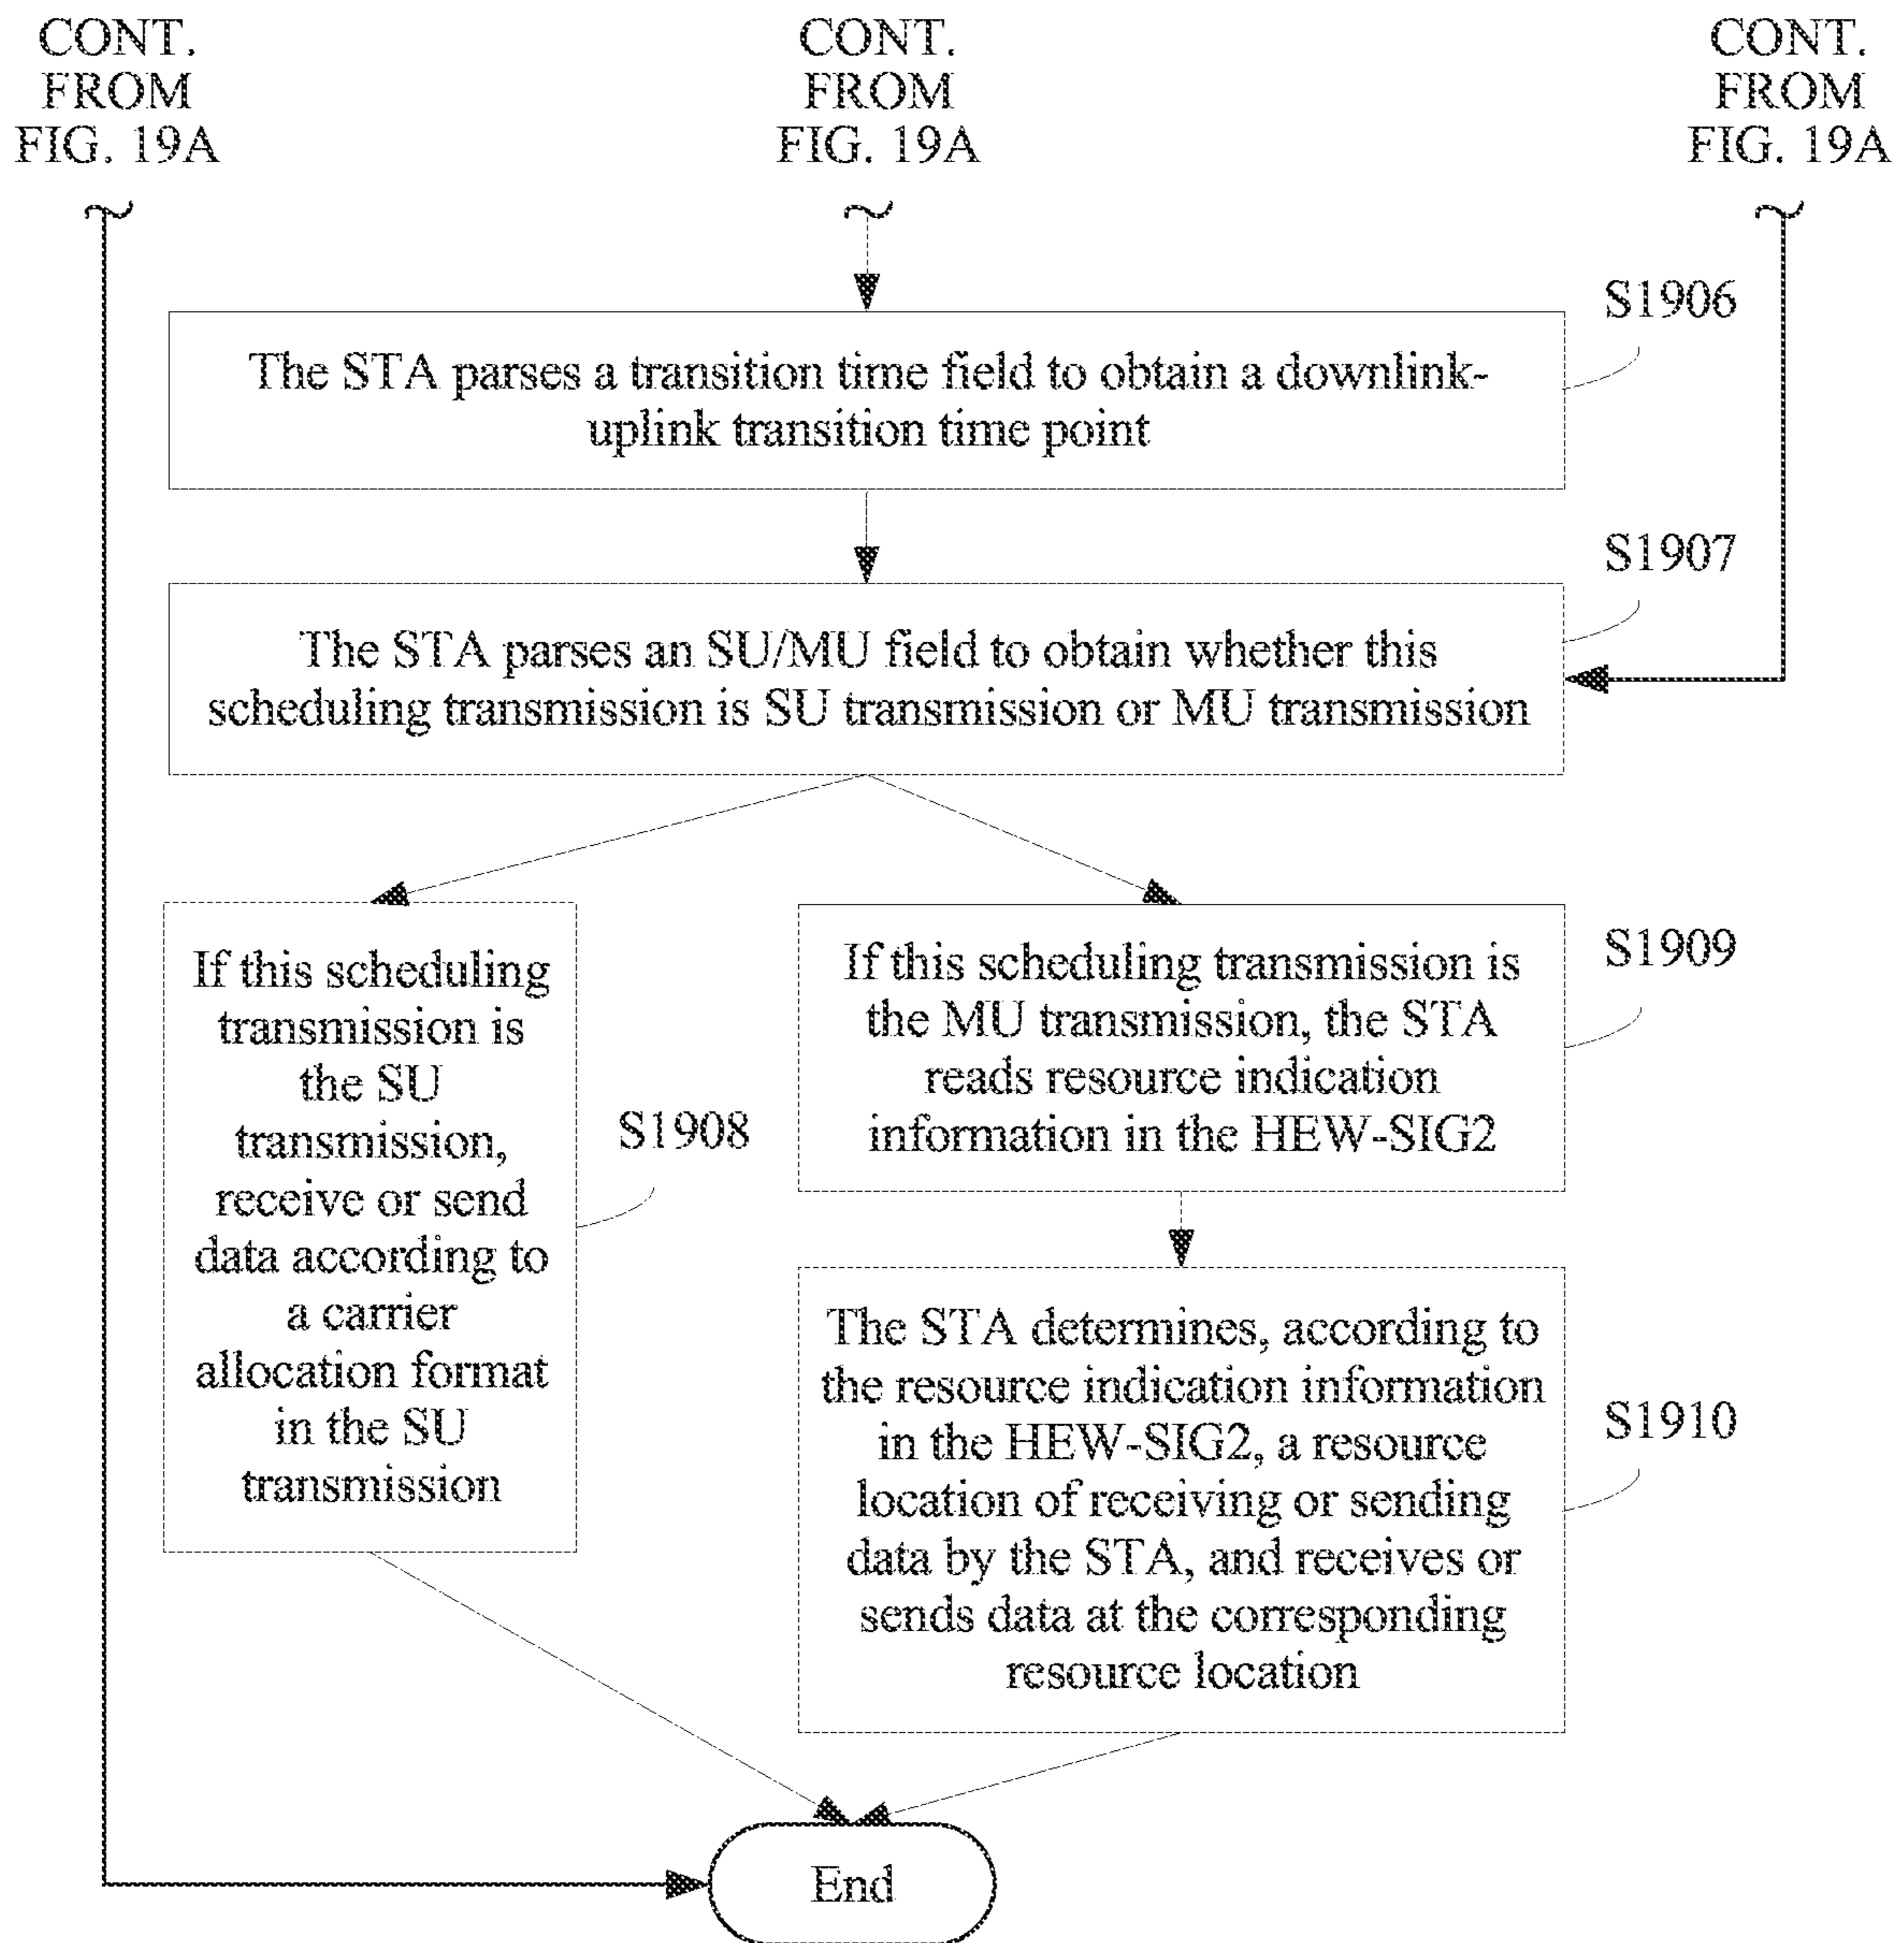 CONT.
FROM
FIG. 19A
CONT.
FROM
FIG. 19A
CONT.
FROM
FIG. 19A
S1906
The STA parses a transition time field to obtain a downlink-
uplink transition time point
S1907
The STA parses an SU/MU field to obtain whether this
scheduling transmission is SU transmission or MU transmission
If this scheduling
transmission is
the SU
transmission,
receive or send
data according to
a carrier
allocation format
in the SU
transmission
S1908
If this scheduling transmission is
the MU transmission, the STA
reads resource indication
information in the HEW-SIG2
S1909
The STA determines, according to
the resource indication information
in the HEW-SIG2, a resource
location of receiving or sending
data by the STA, and receives or
sends data at the corresponding
resource location
S1910
End